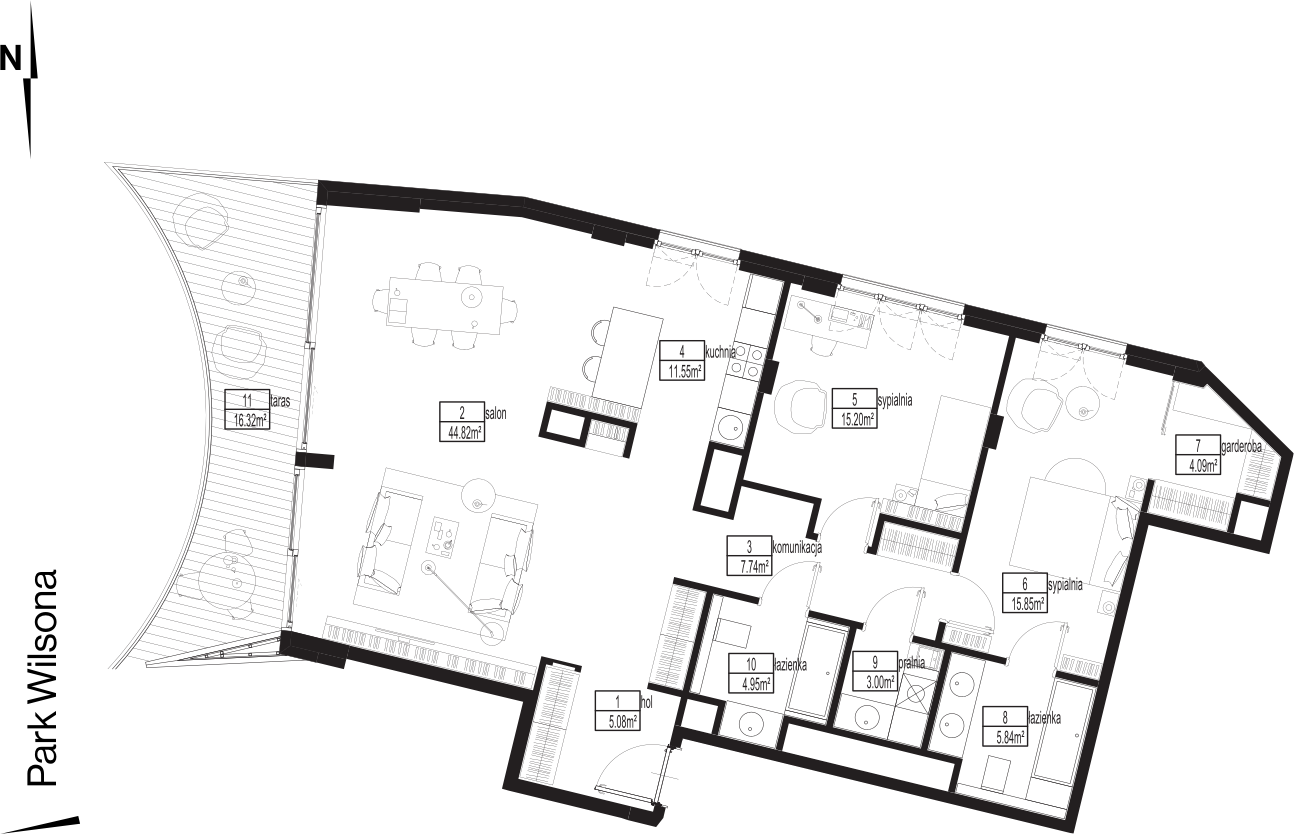 N
4
kuchnia
11.55m²
5
sypialnia
15.20m²
11
taras
16.32m²
2
salon
44.82m²
7
garderoba
4.09m²
3
komunikacja
7.74m²
6
sypialnia
15.85m²
10
łazienka
4.95m²
9
pralnia
3.00m²
1
hol
5.08m²
8
łazienka
5.84m²
Park Wilsona